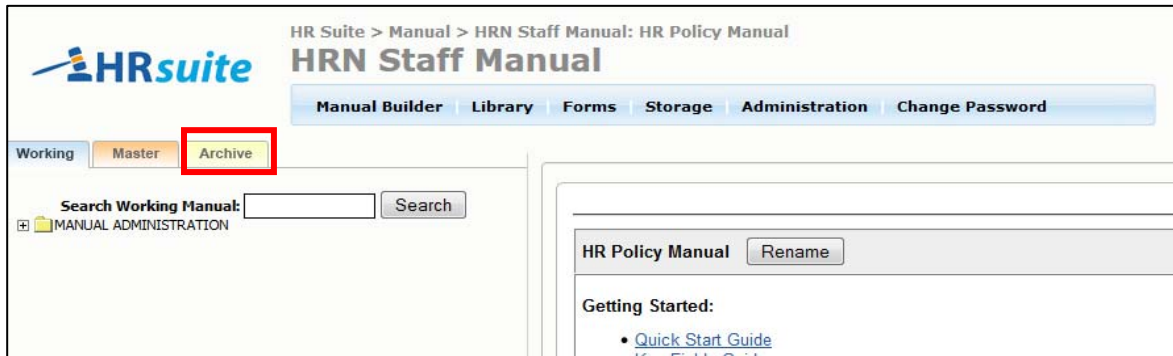 HR Suite > Manual > HRN Staff Manual: HR Policy Manual
HRsuite
HRN Staff Manual
Manual Builder Library Forms Storage Administration Change Password
Working Master Archive
Search Working Manual: Search
MANUAL ADMINISTRATION
HR Policy Manual Rename
Getting Started:
• Quick Start Guide